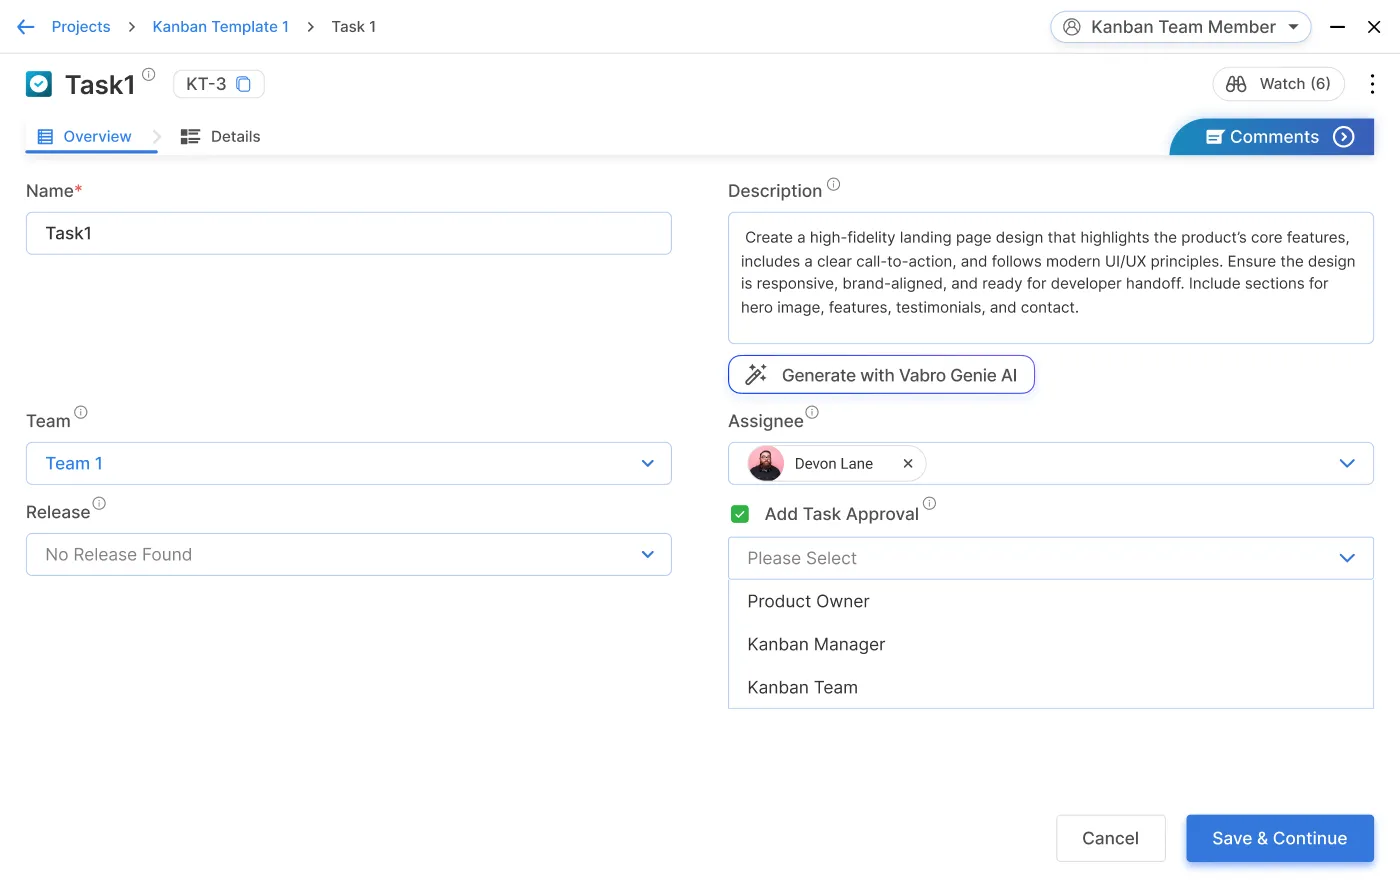 Projects > Kanban Template 1 > Task 1
Kanban Team Member
Task1
KT-3
Watch (6)
Overview
Details
Comments
Name*
Task1
Description
Create a high-fidelity landing page design that highlights the product’s core features,
includes a clear call-to-action, and follows modern UI/UX principles. Ensure the design
is responsive, brand-aligned, and ready for developer handoff. Include sections for
hero image, features, testimonials, and contact.
Generate with Vabro Genie AI
Team
Team 1
Assignee
Devon Lane
Release
No Release Found
Add Task Approval
Please Select
Product Owner
Kanban Manager
Kanban Team
Cancel
Save & Continue